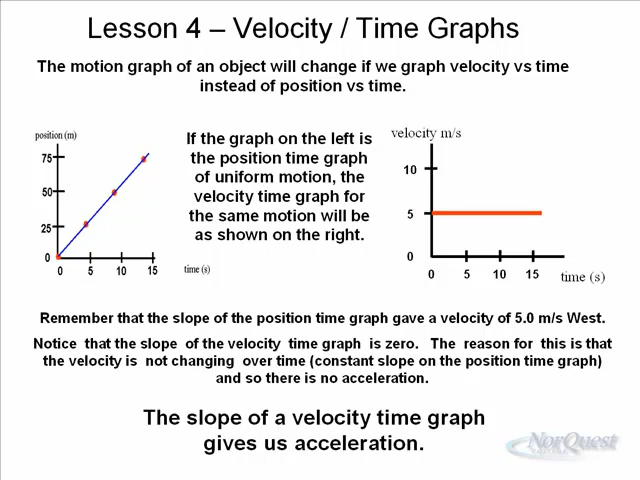 Lesson 4 – Velocity / Time Graphs
The motion graph of an object will change if we graph velocity vs time
instead of position vs time.
position (m)
75
50
25
0
0 5 10 15 time (s)
If the graph on the left is
the position time graph
of uniform motion, the
velocity time graph for
the same motion will be
as shown on the right.
velocity m/s
10
5
0
0 5 10 15 time (s)
Remember that the slope of the position time graph gave a velocity of 5.0 m/s West.
Notice that the slope of the velocity time graph is zero. The reason for this is that
the velocity is not changing over time (constant slope on the position time graph)
and so there is no acceleration.
The slope of a velocity time graph
gives us acceleration.
NorQuest